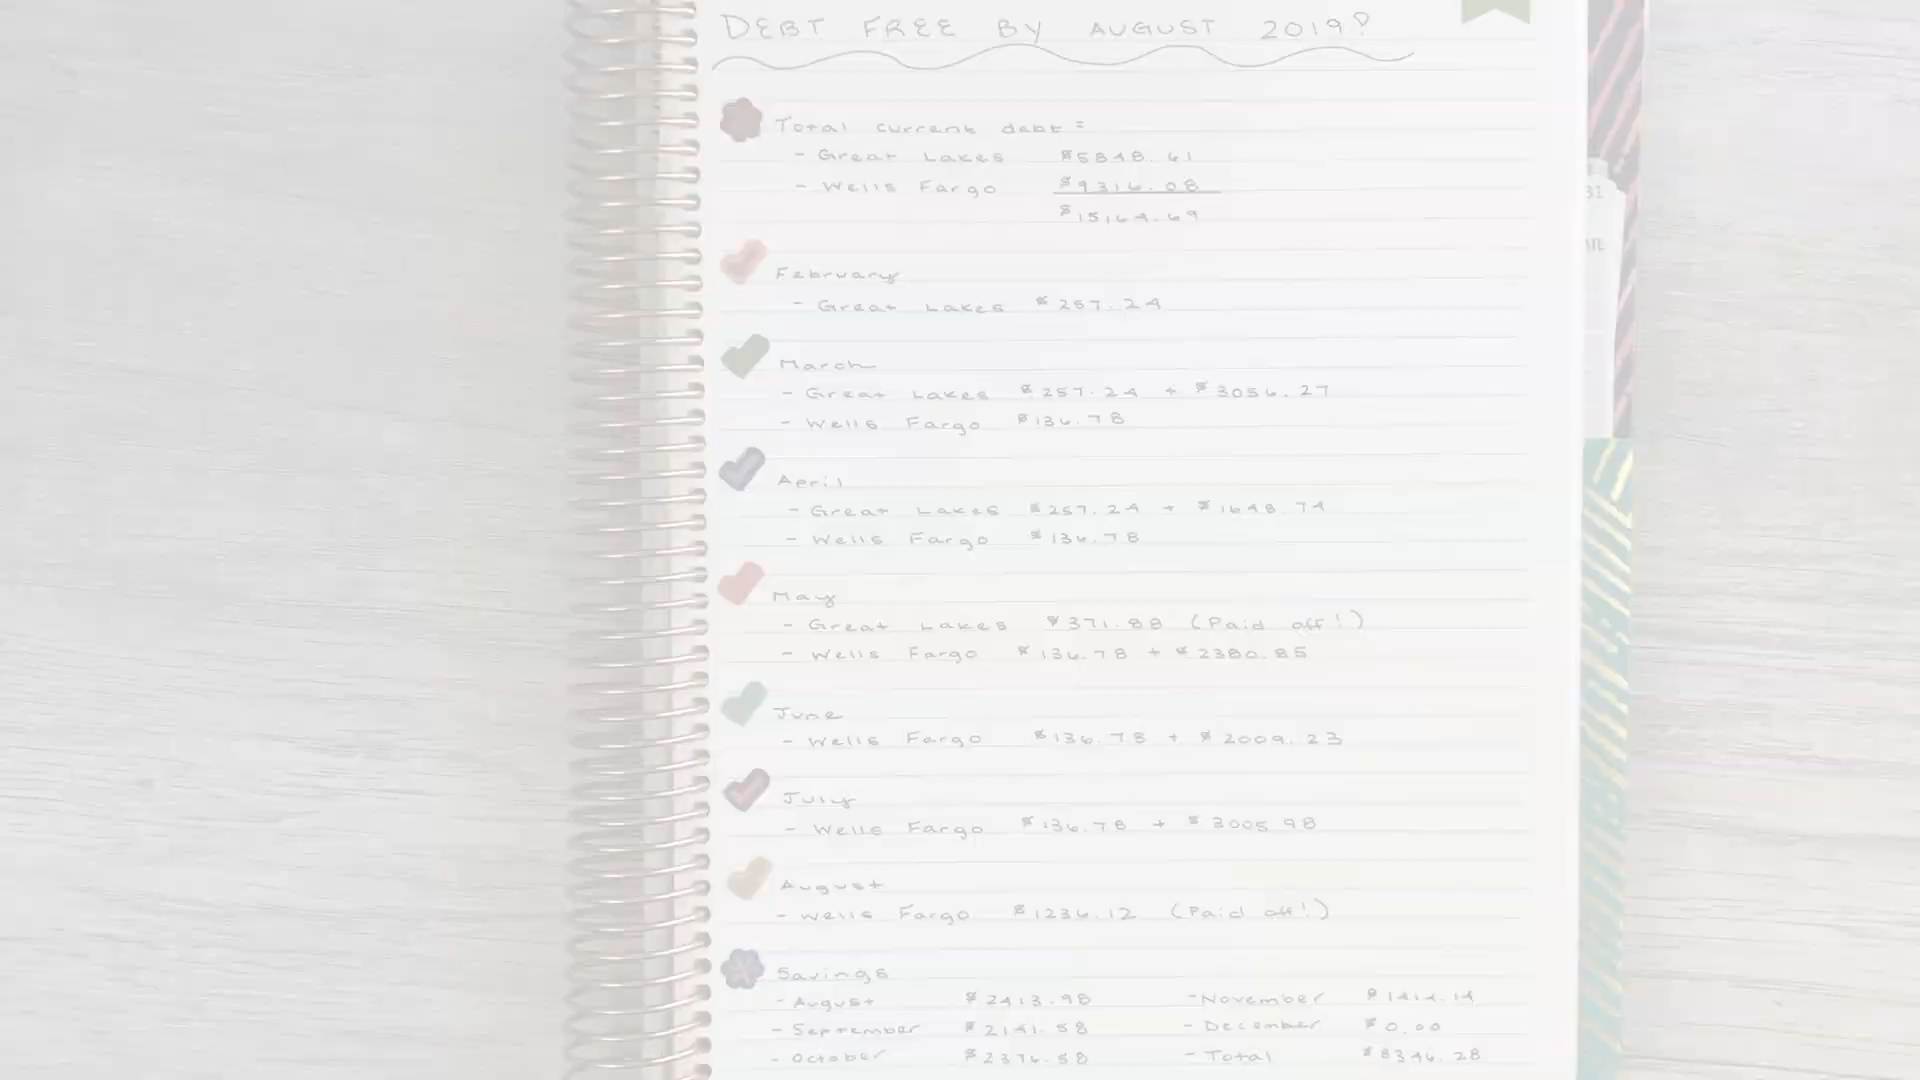 DEBT FREE BY AUGUST 2019?
Total current debt =
- Great Lakes $5848.61
- Wells Fargo $9316.08
$15164.69
February
- Great Lakes $257.24
March
- Great Lakes $257.24 + $3056.27
- Wells Fargo $136.78
April
- Great Lakes $257.24 + $1648.74
- Wells Fargo $136.78
May
- Great Lakes $371.88 (Paid off!)
- Wells Fargo $136.78 + $2380.85
June
- Wells Fargo $136.78 + $2009.23
July
- Wells Fargo $136.78 + $3005.98
August
- Wells Fargo $1236.12 (Paid off!)
Savings
- August $2413.98 - November $1414.14
- September $2141.58 - December $0.00
- October $2376.58 - Total $8346.28
31